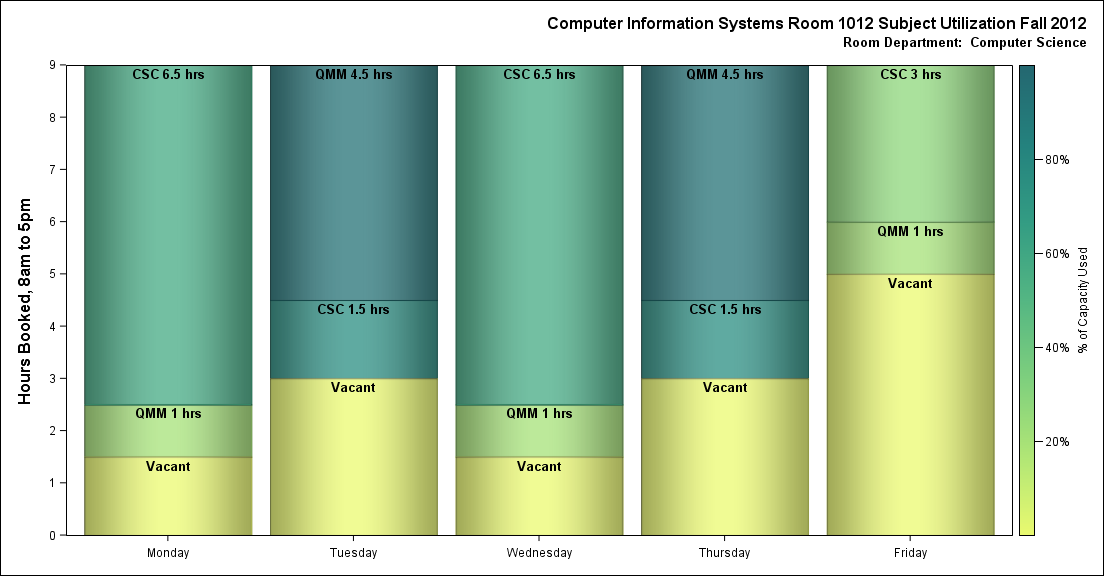 Computer Information Systems Room 1012 Subject Utilization Fall 2012
Room Department:  Computer Science
Hours Booked, 8am to 5pm
9
8
7
6
5
4
3
2
1
0
CSC 6.5 hrs
QMM 1 hrs
Vacant
QMM 4.5 hrs
CSC 1.5 hrs
Vacant
CSC 6.5 hrs
QMM 1 hrs
Vacant
QMM 4.5 hrs
CSC 1.5 hrs
Vacant
CSC 3 hrs
QMM 1 hrs
Vacant
Monday
Tuesday
Wednesday
Thursday
Friday
80%
60%
40%
20%
% of Capacity Used